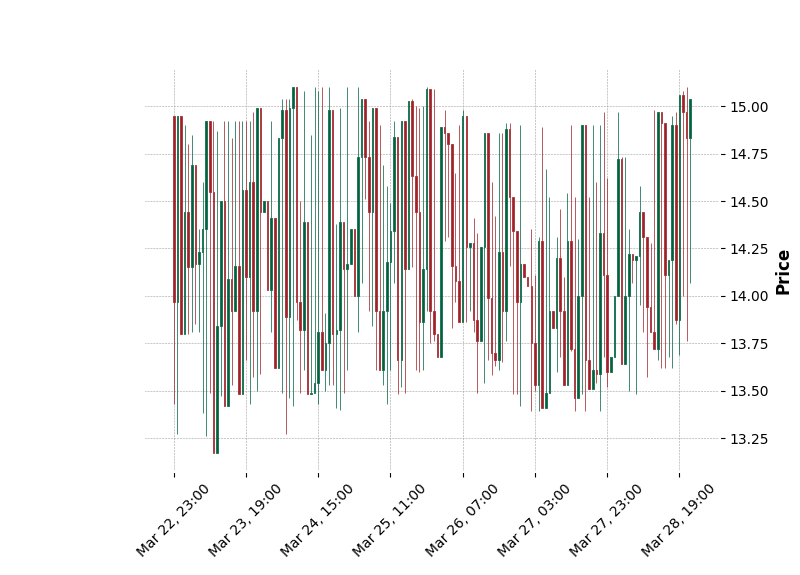 15.00
14.75
14.50
14.25
14.00
13.75
13.50
13.25
Price
Mar 22, 23:00
Mar 23, 19:00
Mar 24, 15:00
Mar 25, 11:00
Mar 26, 07:00
Mar 27, 03:00
Mar 27, 23:00
Mar 28, 19:00